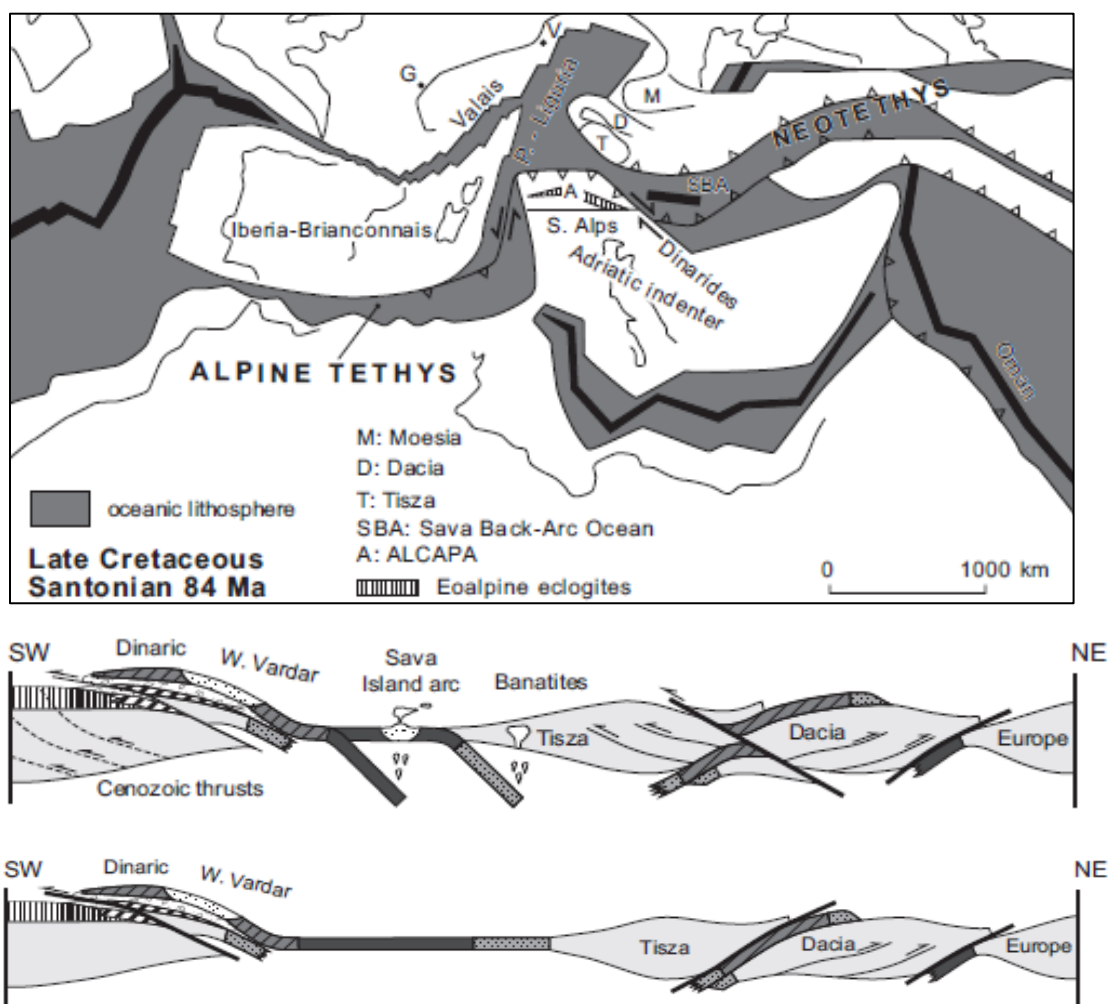 V
G
Valais
P. - Liguria
M
D
T
NEOTETHYS
SBA
A
Iberia-Brianconnais
S. Alps
Dinarides
Adriatic indenter
Oman
ALPINE TETHYS
M: Moesia
D: Dacia
T: Tisza
SBA: Sava Back-Arc Ocean
A: ALCAPA
Eoalpine eclogites
oceanic lithosphere
Late Cretaceous
Santonian 84 Ma
0 1000 km
SW Dinaric W. Vardar Sava NE
Island arc Banatites
Tisza Dacia Europe
Cenozoic thrusts
SW Dinaric W. Vardar NE
Tisza Dacia Europe